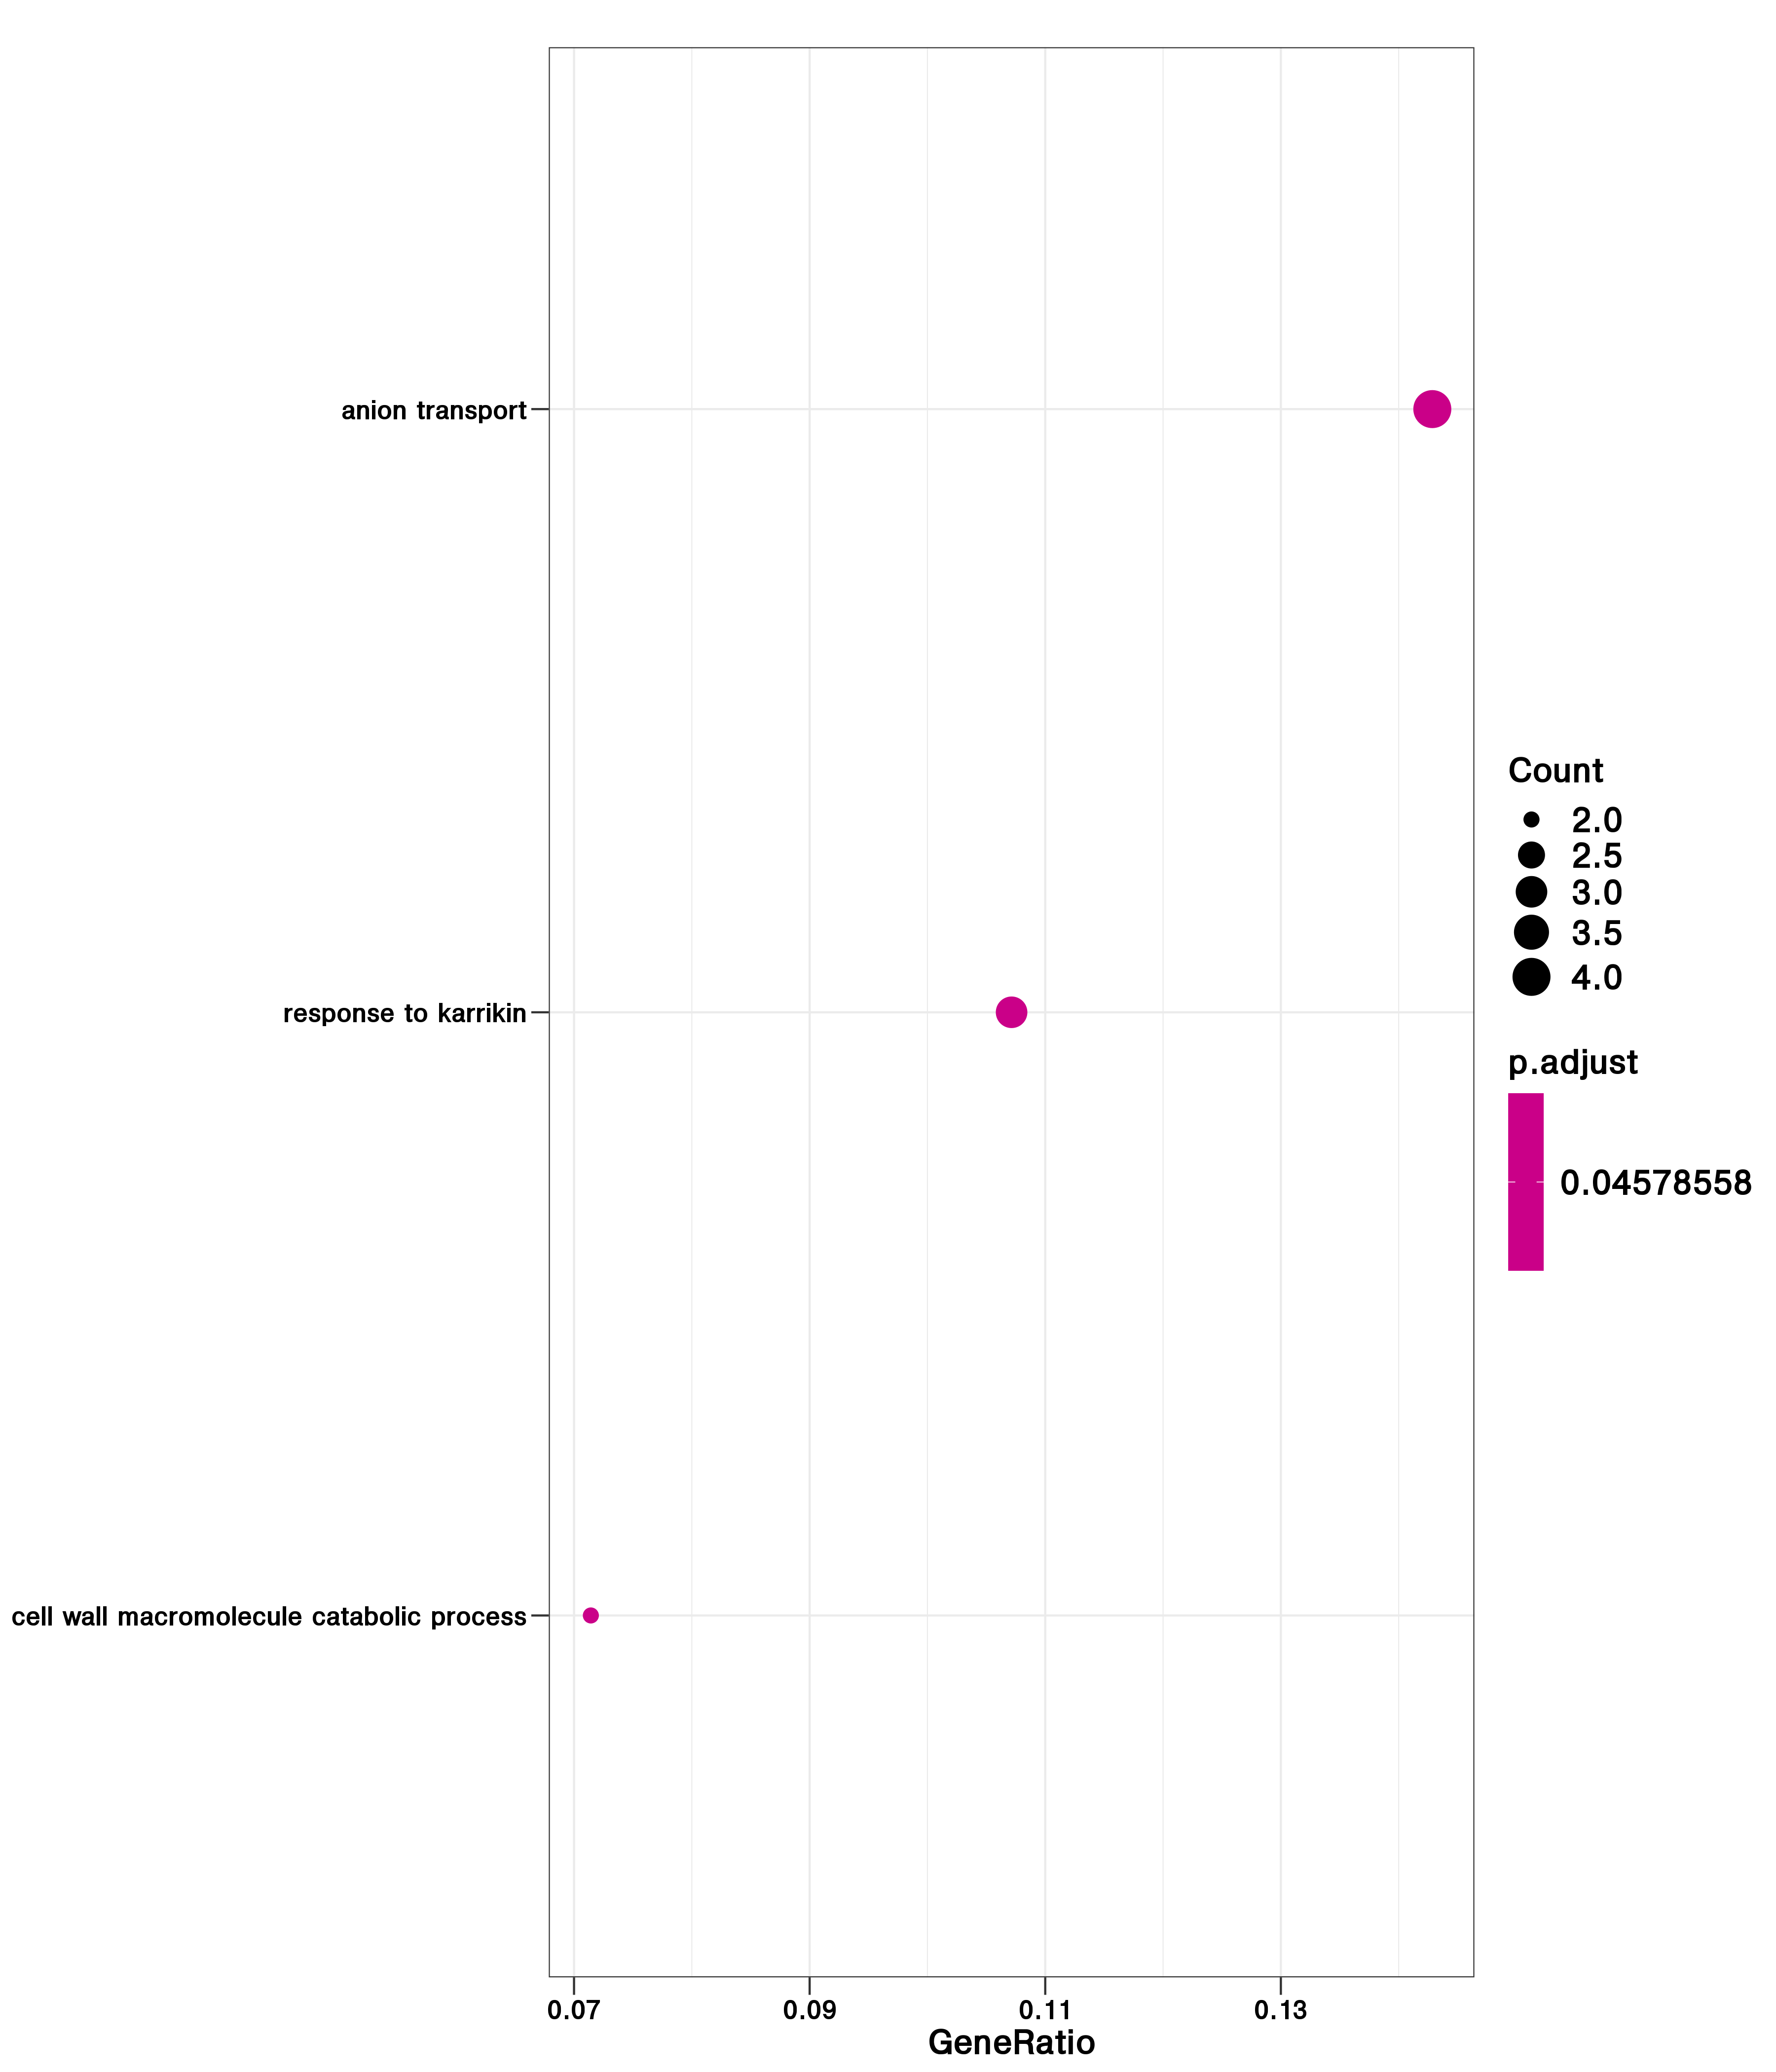 anion transport
response to karrikin
cell wall macromolecule catabolic process
0.07
0.09
0.11
0.13
GeneRatio
Count
2.0
2.5
3.0
3.5
4.0
p.adjust
0.04578558